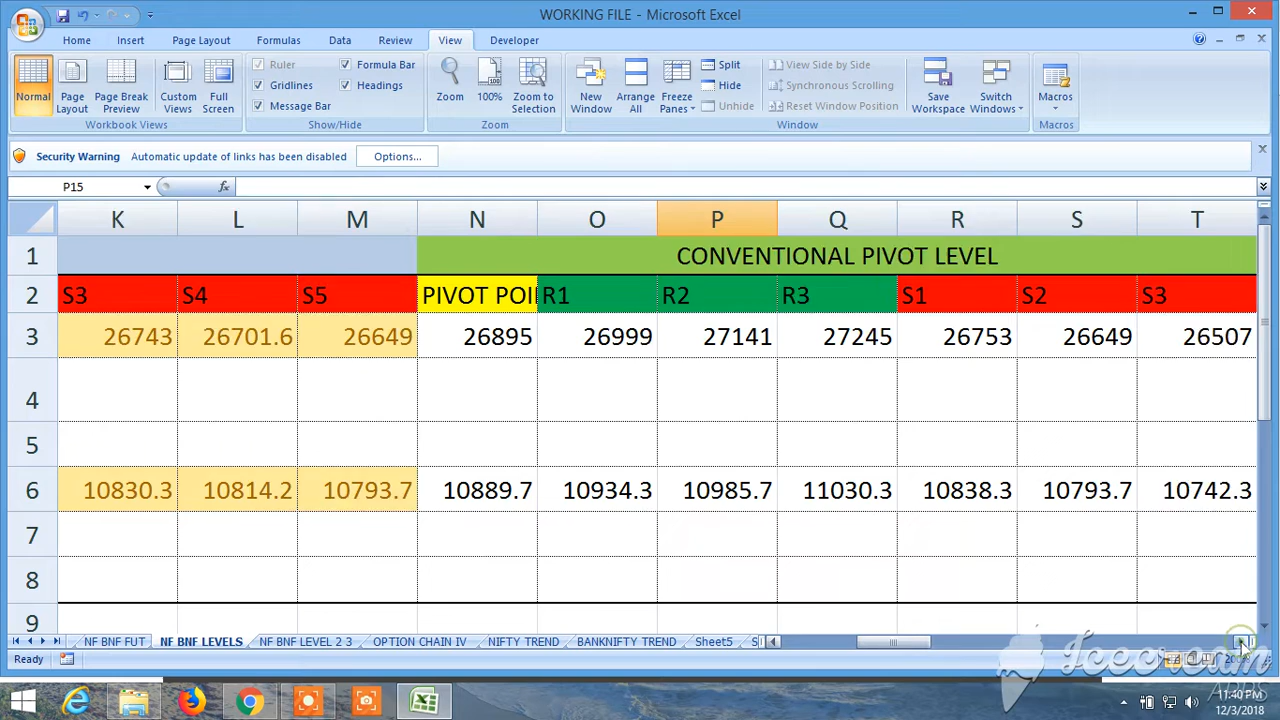 WORKING FILE - Microsoft Excel
Home Insert Page Layout Formulas Data Review View Developer
Normal Page Layout Page Break Preview Custom Views Full Screen
Workbook Views
Ruler Formula Bar
Gridlines Headings
Message Bar
Show/Hide
Zoom 100% Zoom to Selection
Zoom
New Window Arrange All Freeze Panes
Split View Side by Side
Hide Synchronous Scrolling
Unhide Reset Window Position
Window
Save Workspace Switch Windows
Macros
Macros
Security Warning Automatic update of links has been disabled Options...
P15 fx
K L M N O P Q R S T
1 CONVENTIONAL PIVOT LEVEL
2 S3 S4 S5 PIVOT POI R1 R2 R3 S1 S2 S3
3 26743 26701.6 26649 26895 26999 27141 27245 26753 26649 26507
4
5
6 10830.3 10814.2 10793.7 10889.7 10934.3 10985.7 11030.3 10838.3 10793.7 10742.3
7
8
9
NF BNF FUT NF BNF LEVELS NF BNF LEVEL 2 3 OPTION CHAIN IV NIFTY TREND BANKNIFTY TREND Sheet5 S
Ready
Icecream
APPS
11:40 PM
12/3/2018